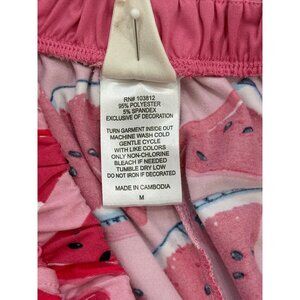 RN# 103812
95% POLYESTER
5% SPANDEX
EXCLUSIVE OF DECORATION
TURN GARMENT INSIDE OUT
MACHINE WASH COLD
GENTLE CYCLE
WITH LIKE COLORS
ONLY NON-CHLORINE
BLEACH IF NEEDED
TUMBLE DRY LOW
DO NOT IRON IF DECORATED
MADE IN CAMBODIA
M